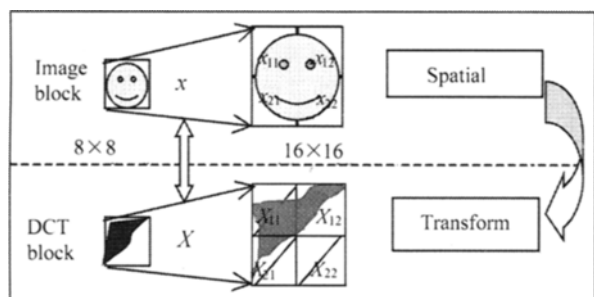 Image
block
x
x11
x12
x21
x22
Spatial
8×8
16×16
DCT
block
X
X11
X12
X21
X22
Transform